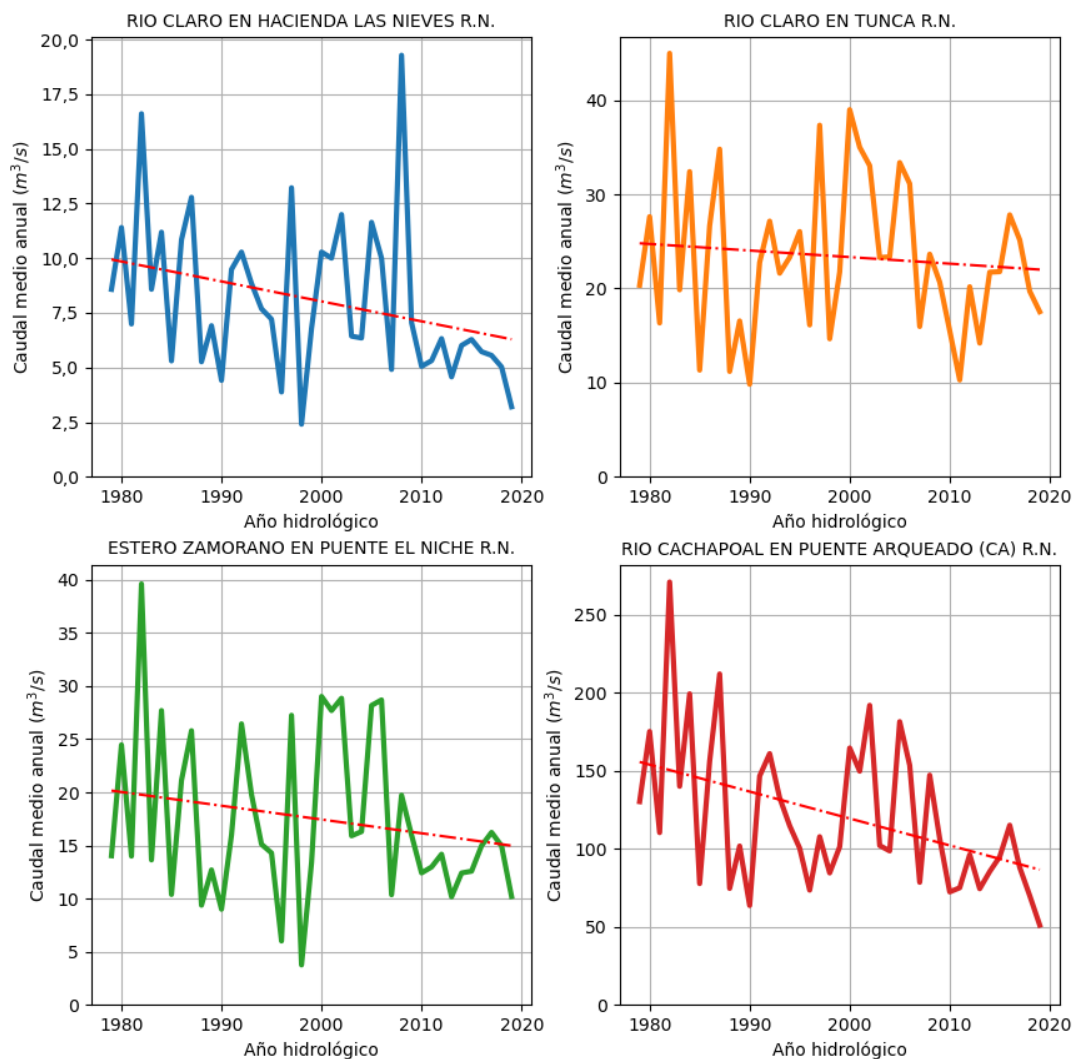 RIO CLARO EN HACIENDA LAS NIEVES R.N.
Caudal medio anual (m³/s)
20,0
17,5
15,0
12,5
10,0
7,5
5,0
2,5
0,0
1980 1990 2000 2010 2020
Año hidrológico
RIO CLARO EN TUNCA R.N.
Caudal medio anual (m³/s)
40
30
20
10
0
1980 1990 2000 2010 2020
Año hidrológico
ESTERO ZAMORANO EN PUENTE EL NICHE R.N.
Caudal medio anual (m³/s)
40
35
30
25
20
15
10
5
0
1980 1990 2000 2010 2020
Año hidrológico
RIO CACHAPOAL EN PUENTE ARQUEADO (CA) R.N.
Caudal medio anual (m³/s)
250
200
150
100
50
0
1980 1990 2000 2010 2020
Año hidrológico